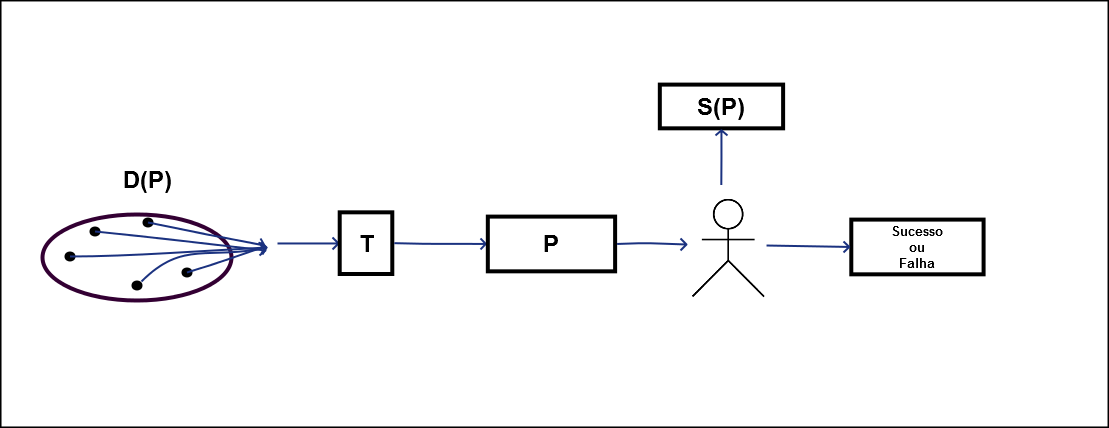 S(P)
D(P)
T
P
Sucesso
ou
Falha